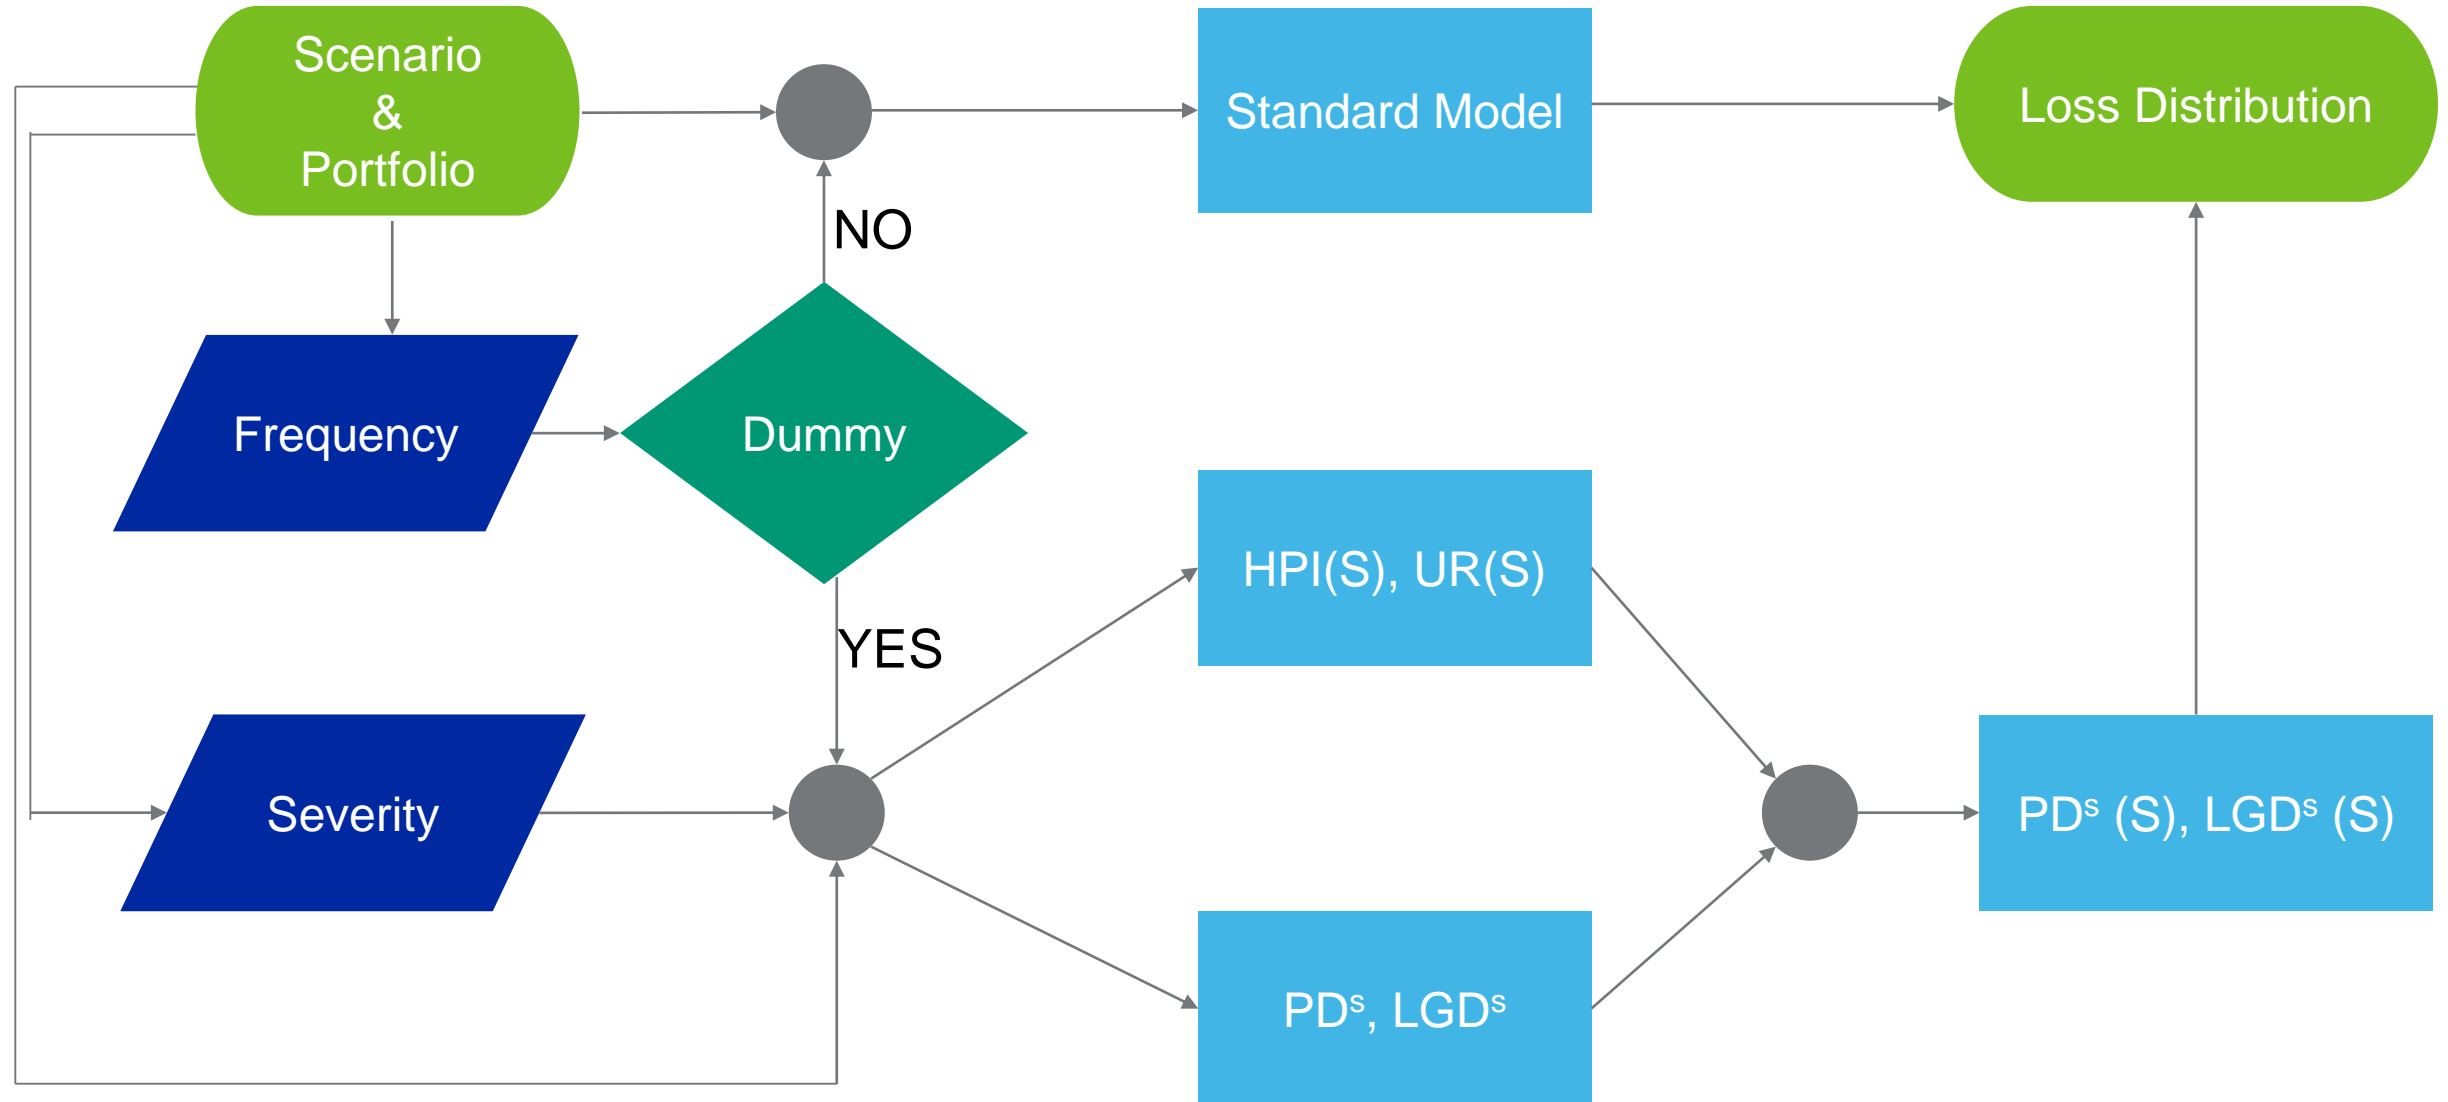 Scenario
&
Portfolio
Standard Model
Loss Distribution
NO
Frequency
Dummy
HPI(S), UR(S)
YES
Severity
PDˢ (S), LGDˢ (S)
PDˢ, LGDˢ